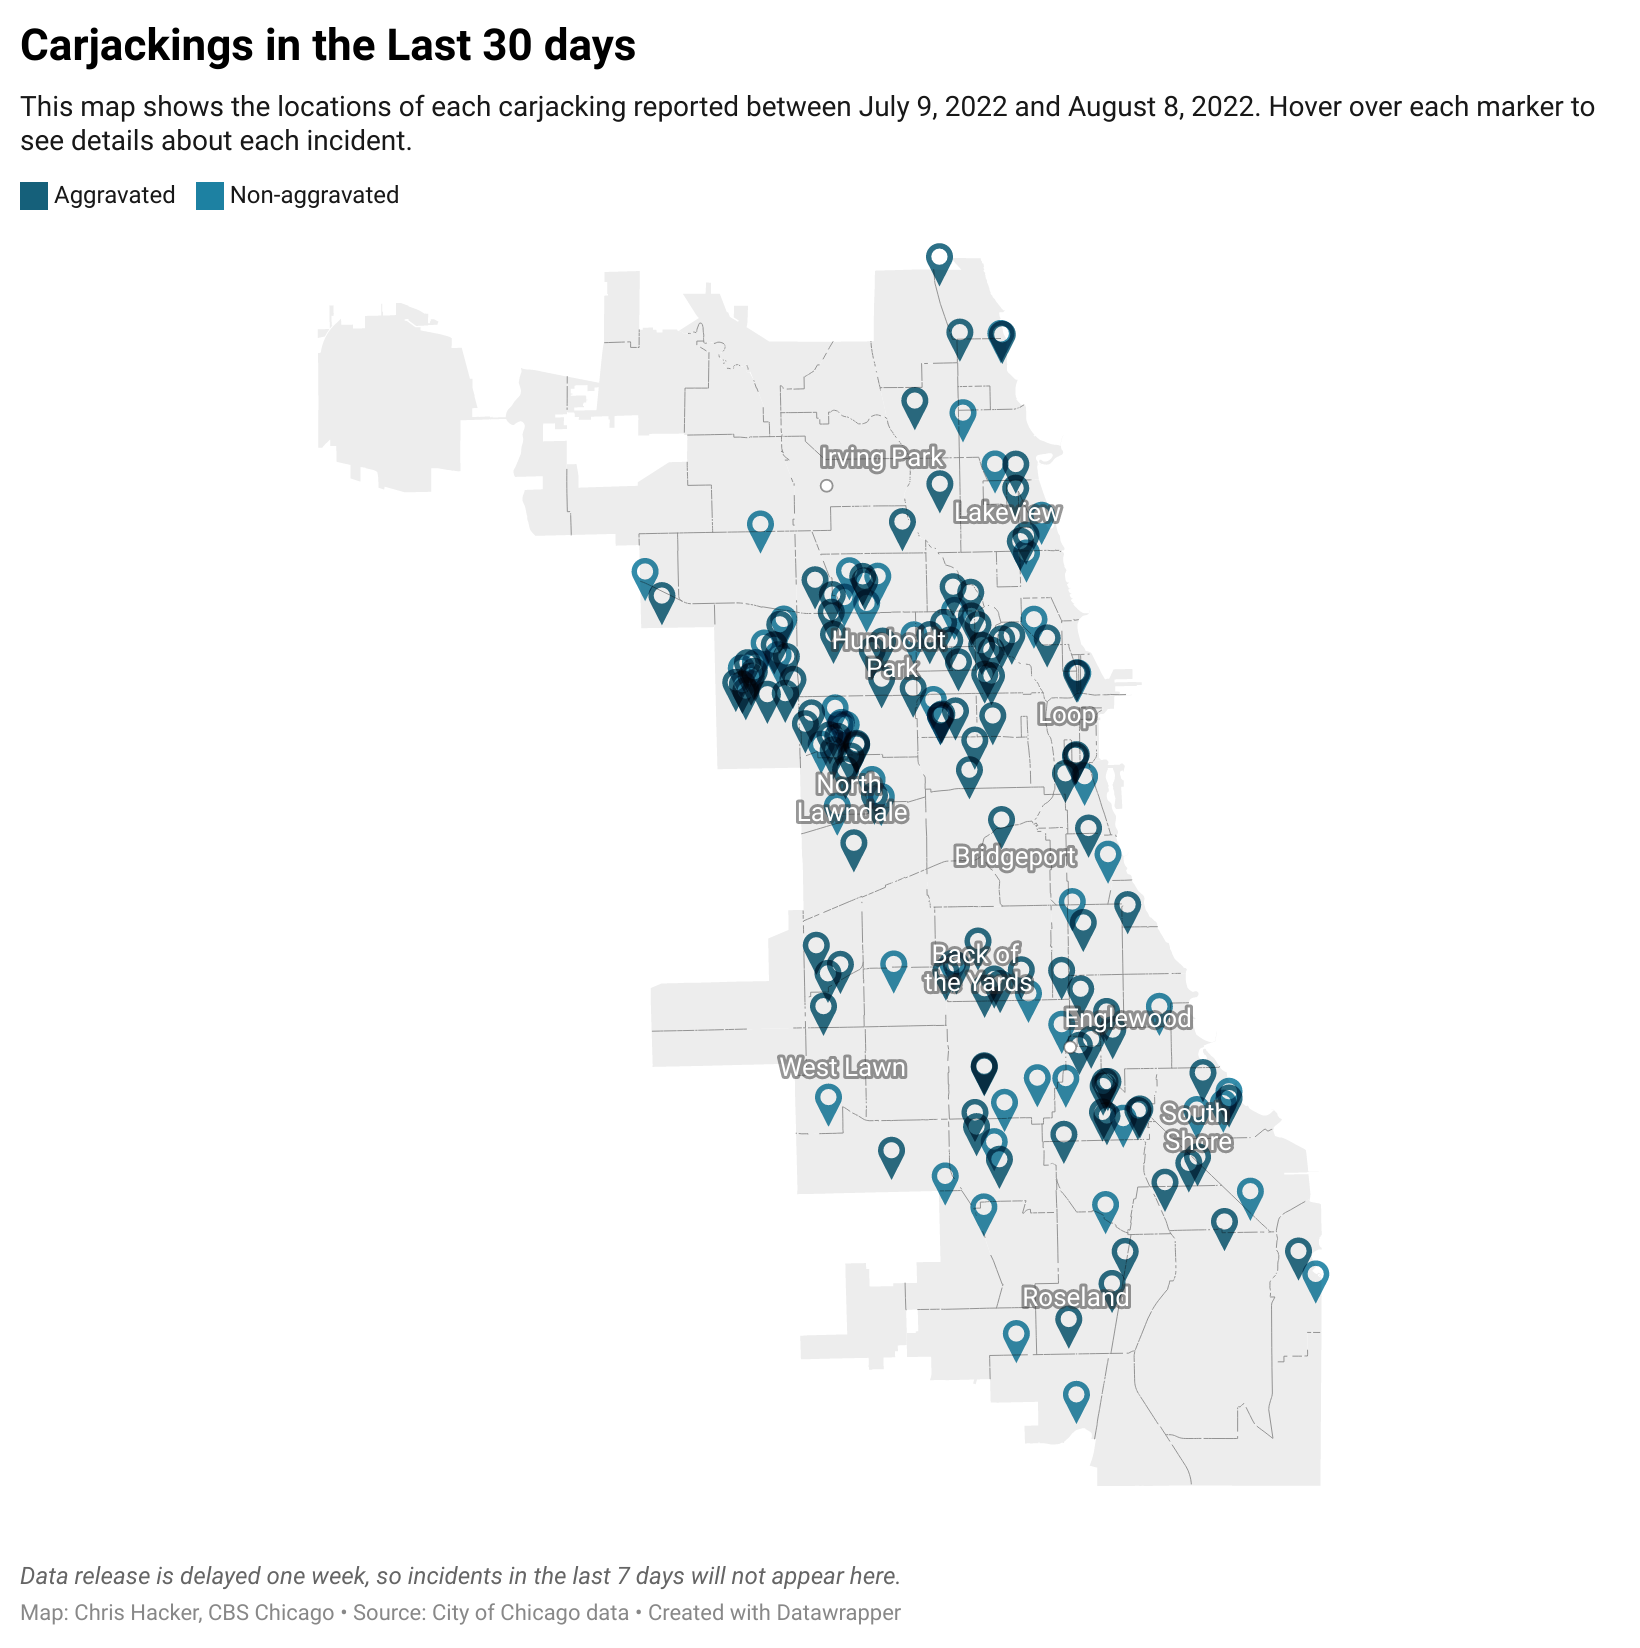 Carjackings in the Last 30 days
This map shows the locations of each carjacking reported between July 9, 2022 and August 8, 2022. Hover over each marker to
see details about each incident.
Aggravated Non-aggravated
Irving Park
Lakeview
Humboldt
Park
Loop
North
Lawndale
Bridgeport
Back of
the Yards
Englewood
West Lawn
South
Shore
Roseland
Data release is delayed one week, so incidents in the last 7 days will not appear here.
Map: Chris Hacker, CBS Chicago • Source: City of Chicago data • Created with Datawrapper